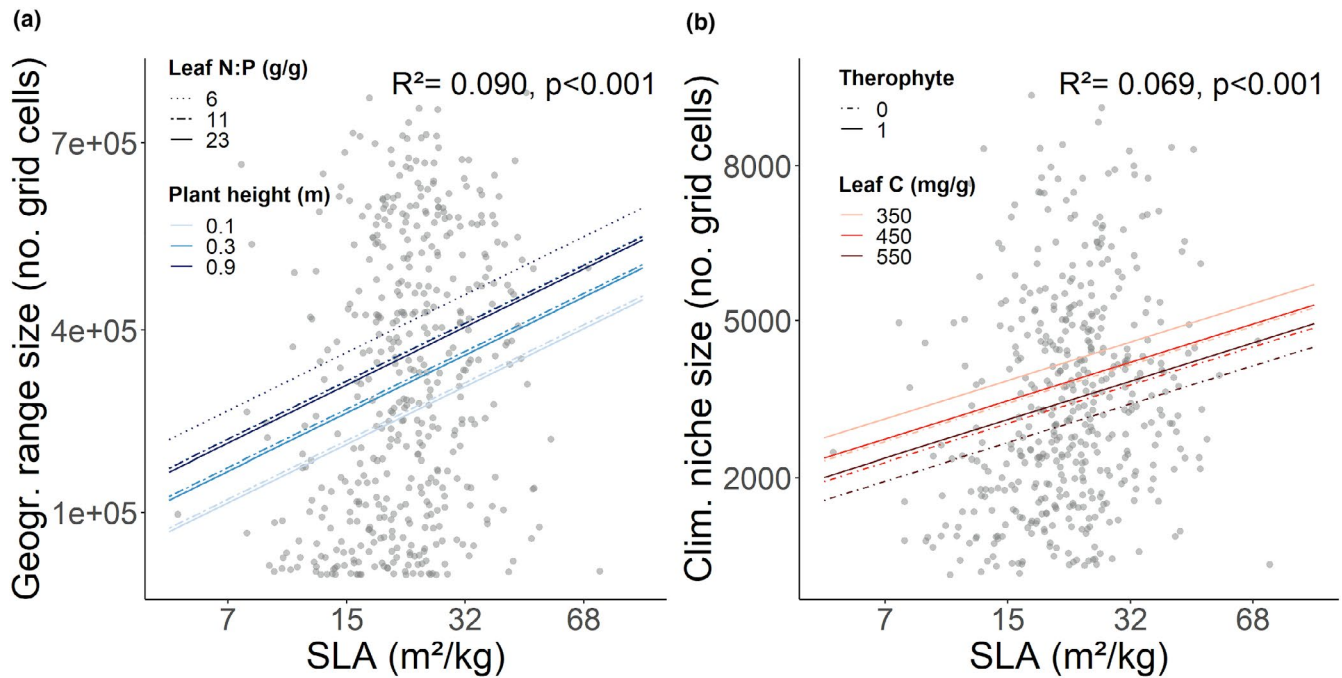 (a)
Geogr. range size (no. grid cells)
7e+05
4e+05
1e+05
Leaf N:P (g/g)
6
11
23
Plant height (m)
0.1
0.3
0.9
R²= 0.090, p<0.001
7
15
32
68
SLA (m²/kg)
(b)
Clim. niche size (no. grid cells)
8000
5000
2000
Therophyte
0
1
Leaf C (mg/g)
350
450
550
R²= 0.069, p<0.001
7
15
32
68
SLA (m²/kg)